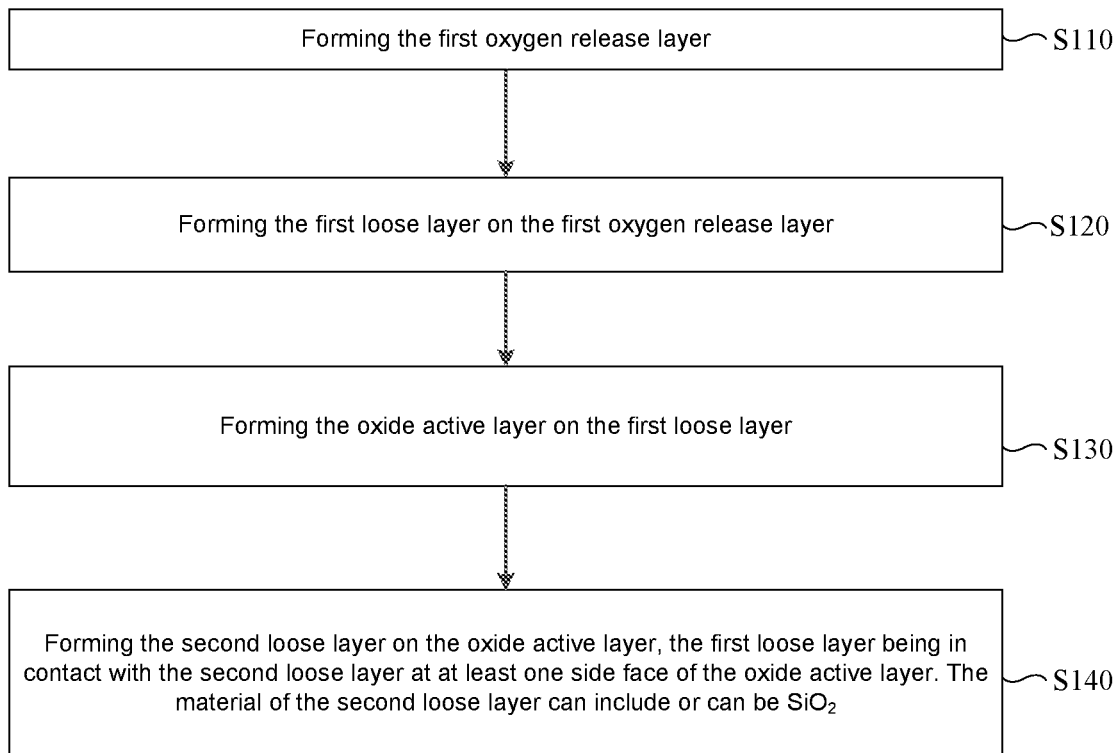 Forming the first oxygen release layer
S110
Forming the first loose layer on the first oxygen release layer
S120
Forming the oxide active layer on the first loose layer
S130
Forming the second loose layer on the oxide active layer, the first loose layer being in
contact with the second loose layer at at least one side face of the oxide active layer. The
material of the second loose layer can include or can be SiO₂
S140